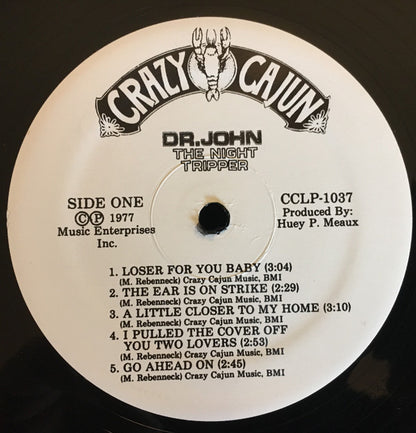 CRAZY CAJUN
DR. JOHN
THE NIGHT
TRIPPER
SIDE ONE
©℗ 1977
Music Enterprises
Inc.
CCLP-1037
Produced By:
Huey P. Meaux
1. LOSER FOR YOU BABY (3:04)
(M. Rebenneck) Crazy Cajun Music, BMI
2. THE EAR IS ON STRIKE (2:29)
(M. Rebenneck) Crazy Cajun Music, BMI
3. A LITTLE CLOSER TO MY HOME (3:10)
(M. Rebenneck) Crazy Cajun Music, BMI
4. I PULLED THE COVER OFF
YOU TWO LOVERS (2:53)
(M. Rebenneck) Crazy Cajun Music, BMI
5. GO AHEAD ON (2:45)
(M. Rebenneck) Crazy Cajun Music, BMI